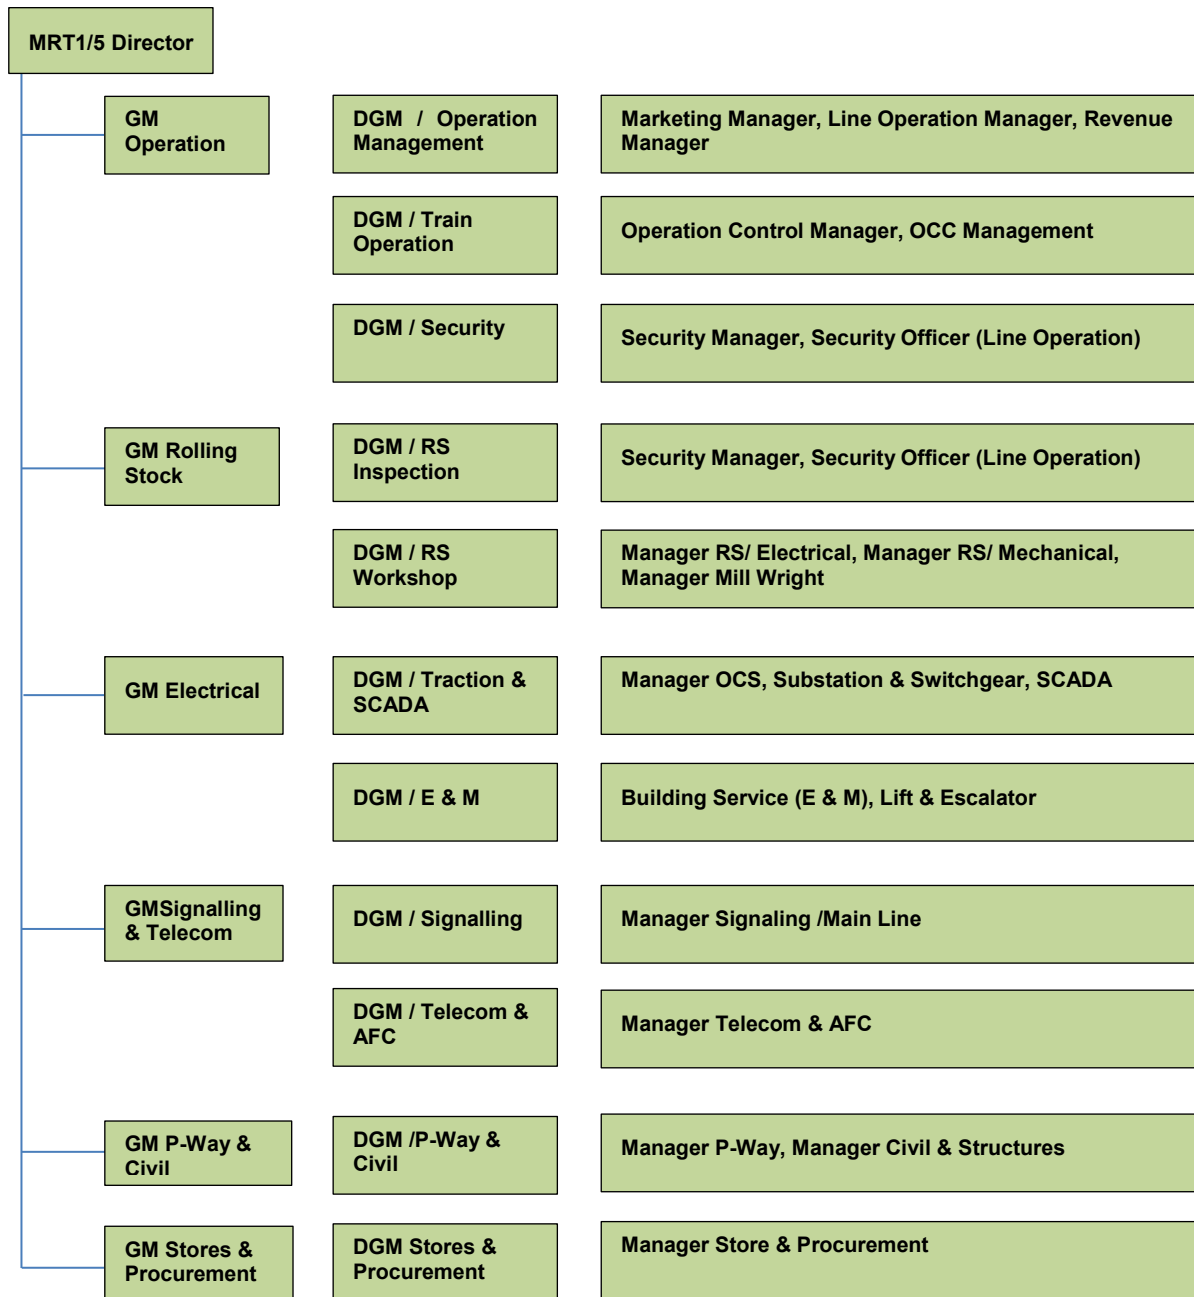 MRT1/5 Director
GM
Operation
DGM / Operation
Management
Marketing Manager, Line Operation Manager, Revenue
Manager
DGM / Train
Operation
Operation Control Manager, OCC Management
DGM / Security
Security Manager, Security Officer (Line Operation)
GM Rolling
Stock
DGM / RS
Inspection
Security Manager, Security Officer (Line Operation)
DGM / RS
Workshop
Manager RS/ Electrical, Manager RS/ Mechanical,
Manager Mill Wright
GM Electrical
DGM / Traction &
SCADA
Manager OCS, Substation & Switchgear, SCADA
DGM / E & M
Building Service (E & M), Lift & Escalator
GMSignalling
& Telecom
DGM / Signalling
Manager Signaling /Main Line
DGM / Telecom &
AFC
Manager Telecom & AFC
GM P-Way &
Civil
DGM /P-Way &
Civil
Manager P-Way, Manager Civil & Structures
GM Stores &
Procurement
DGM Stores &
Procurement
Manager Store & Procurement